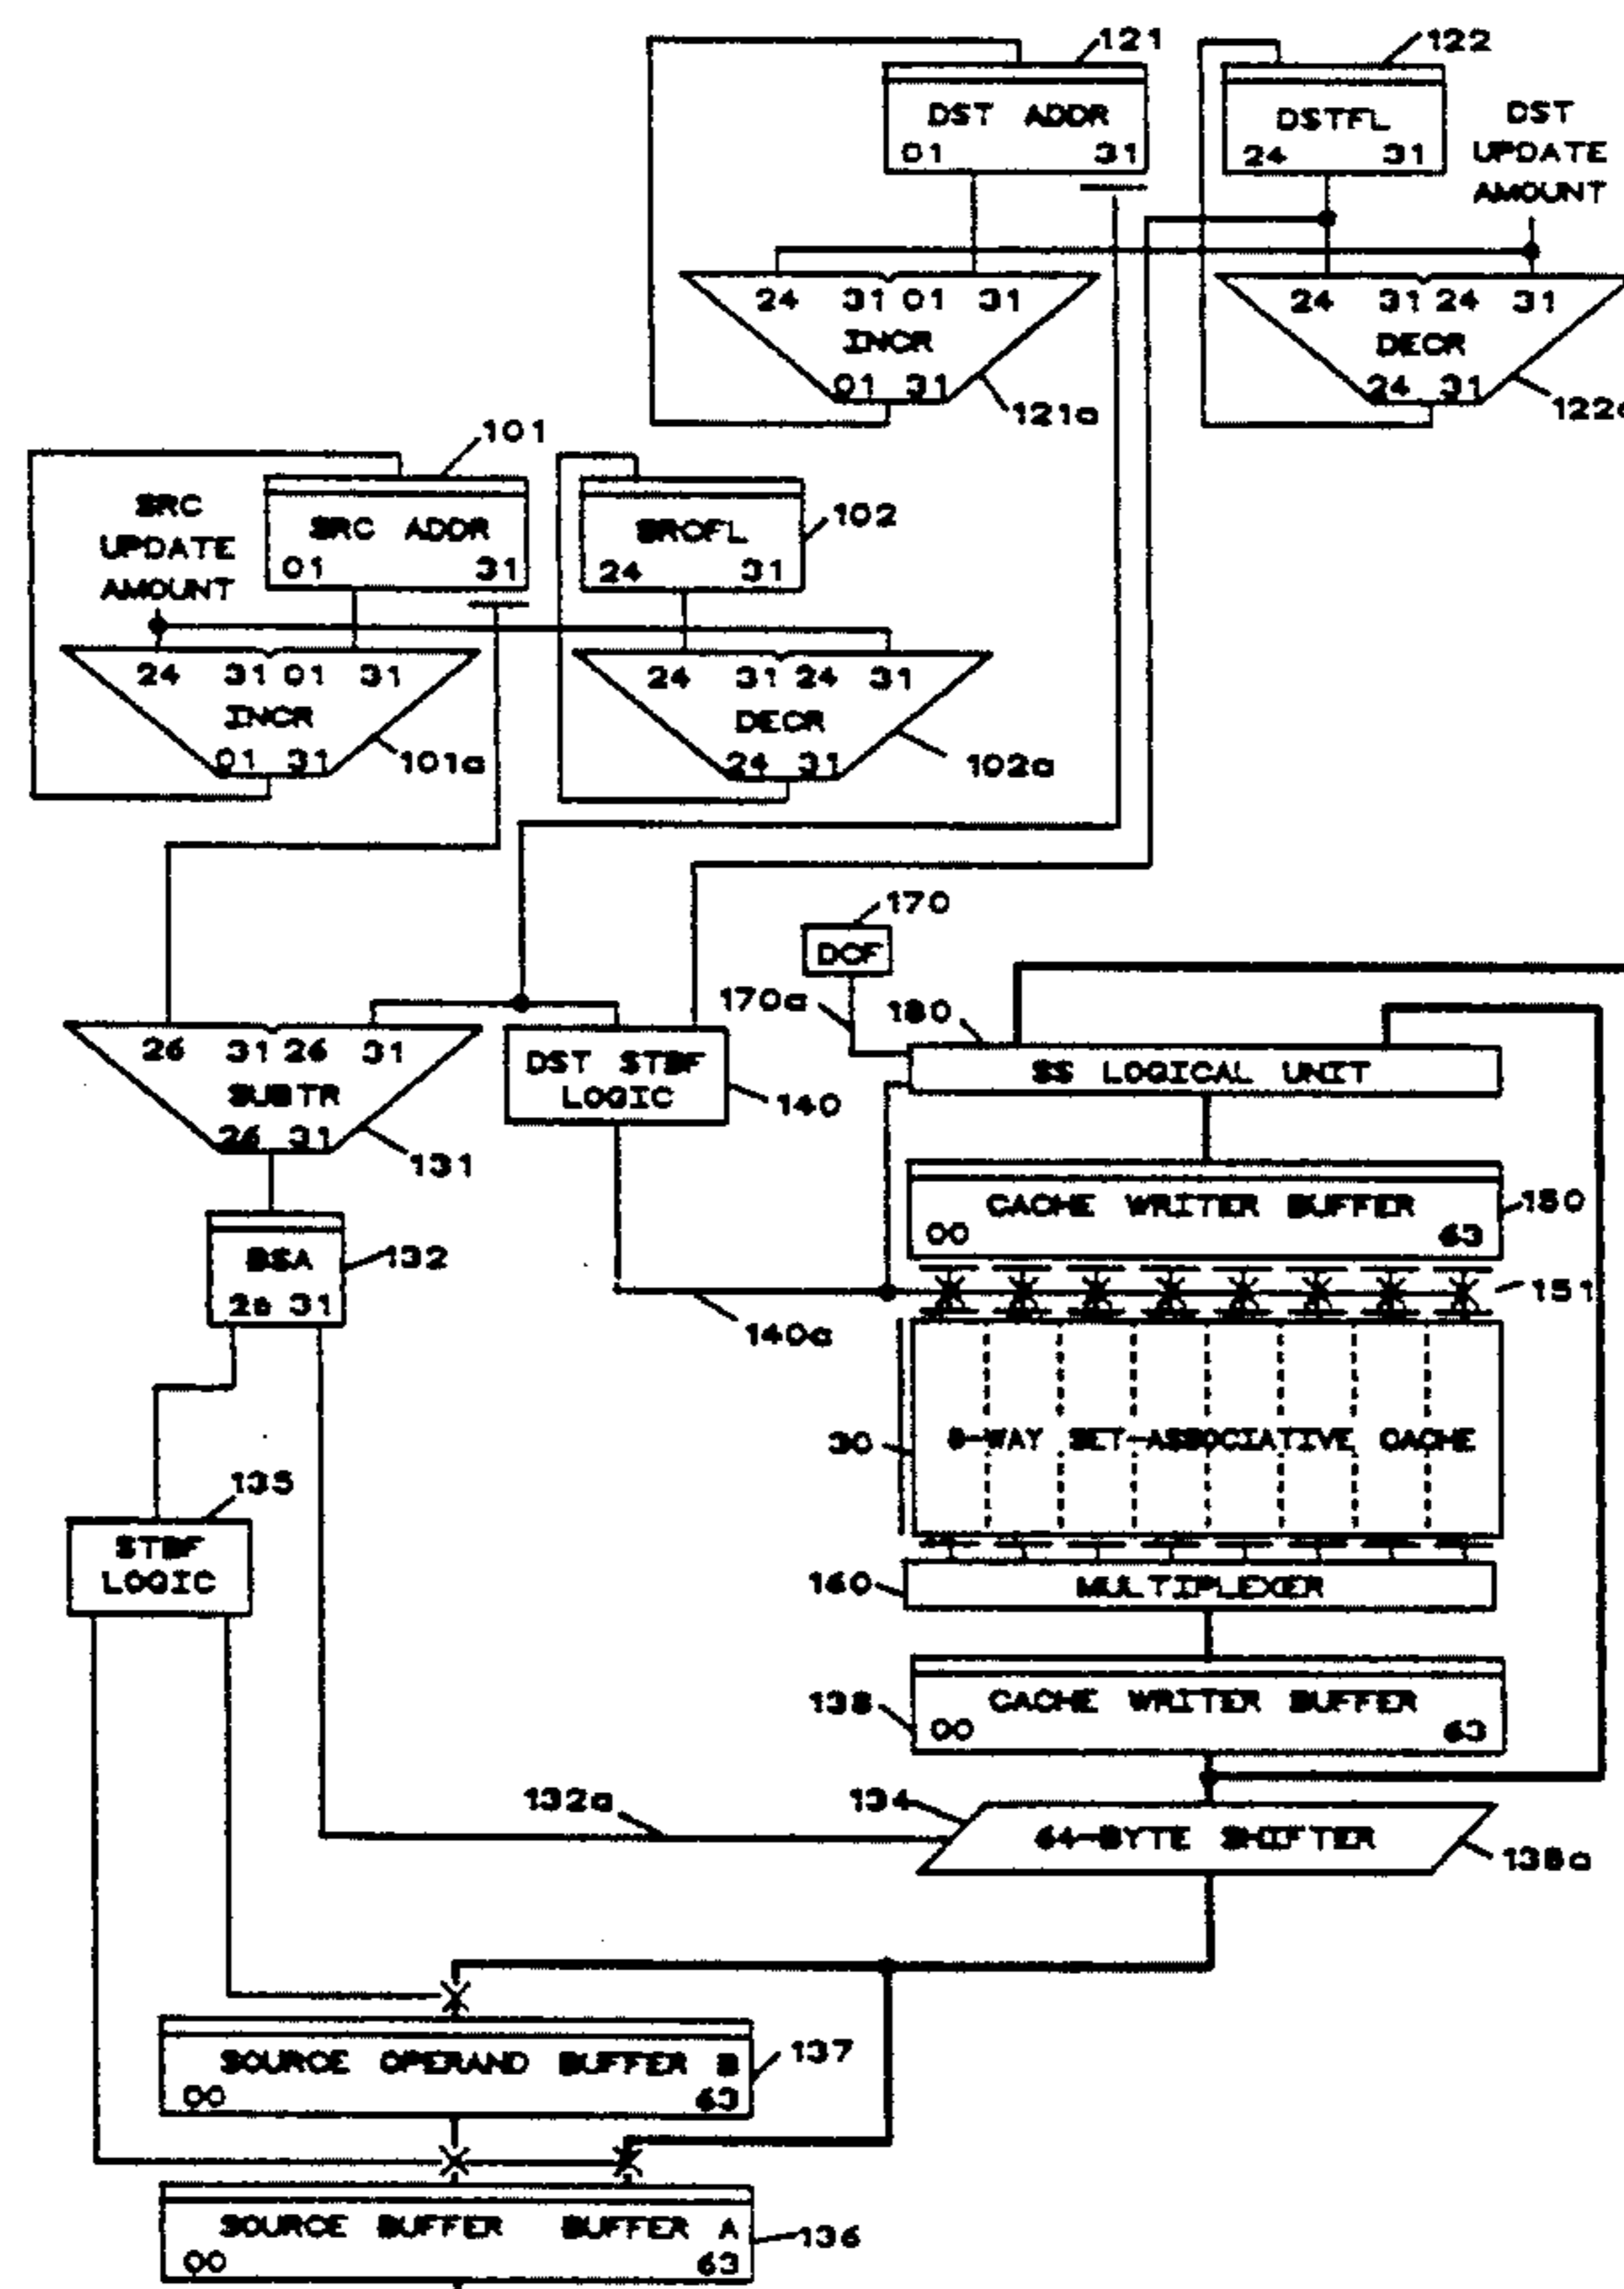 121
122
DST ADDR
01 31
DSTFL
24 31
DST
UPDATE
AMOUNT
24 31 01 31
INCR
01 31
121a
24 31 24 31
DECR
24 31
101
SRC
UPDATE
AMOUNT
SRC ADDR
01 31
SRCFL
24 31
102
24 31 01 31
INCR
01 31
101a
24 31 24 31
DECR
24 31
102a
170
DCF
170a
180
SS LOGICAL UNIT
26 31 26 31
SUBTR
26 31
131
DST STBF
LOGIC
140
CACHE WRITER BUFFER
00 63
150
BSA
26 31
132
151
140a
30
8-WAY SET-ASSOCIATIVE CACHE
135
STBF
LOGIC
160
MULTIPLEXER
138
CACHE WRITER BUFFER
00 63
132a
134
64-BYTE SHIFTER
138a
SOURCE OPERAND BUFFER B
00 63
137
SOURCE BUFFER BUFFER A
00 63
136